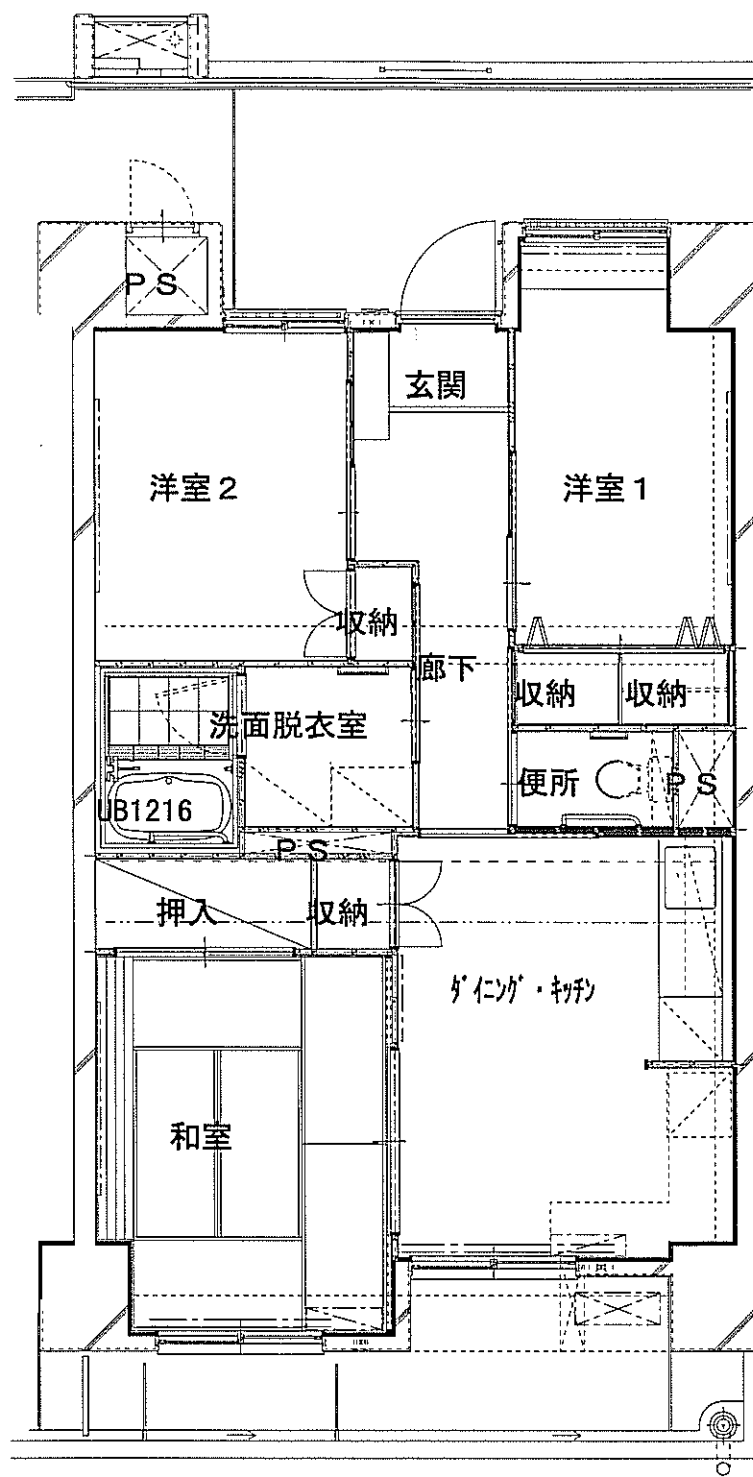 PS
玄関
洋室2
洋室1
収納
廊下
収納
収納
洗面脱衣室
便所
PS
UB1216
PS
押入
収納
ダイニング・キッチン
和室